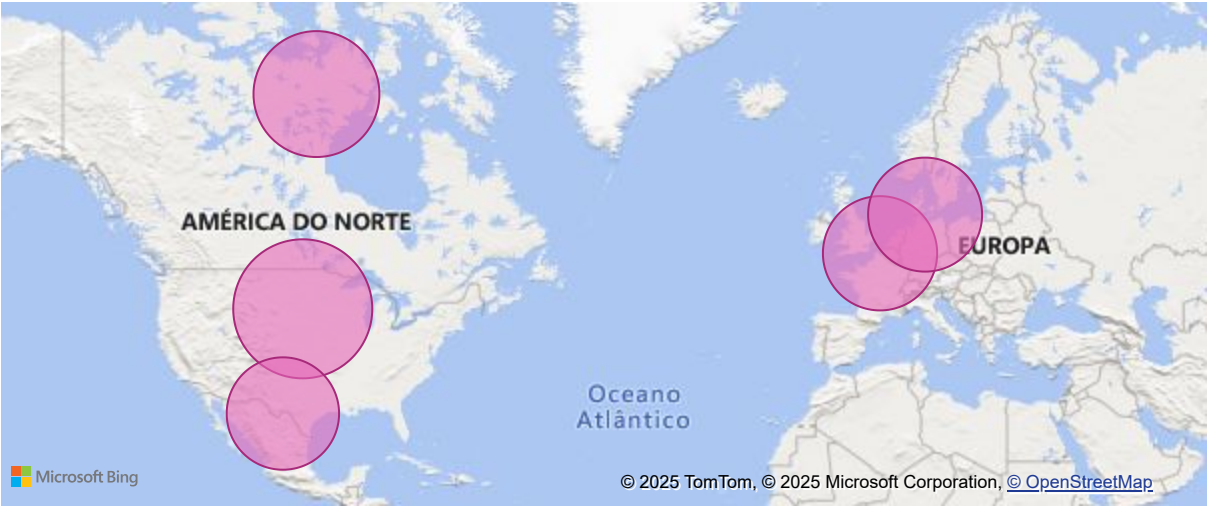 AMÉRICA DO NORTE
EUROPA
Oceano
Atlântico
Microsoft Bing
© 2025 TomTom, © 2025 Microsoft Corporation, © OpenStreetMap